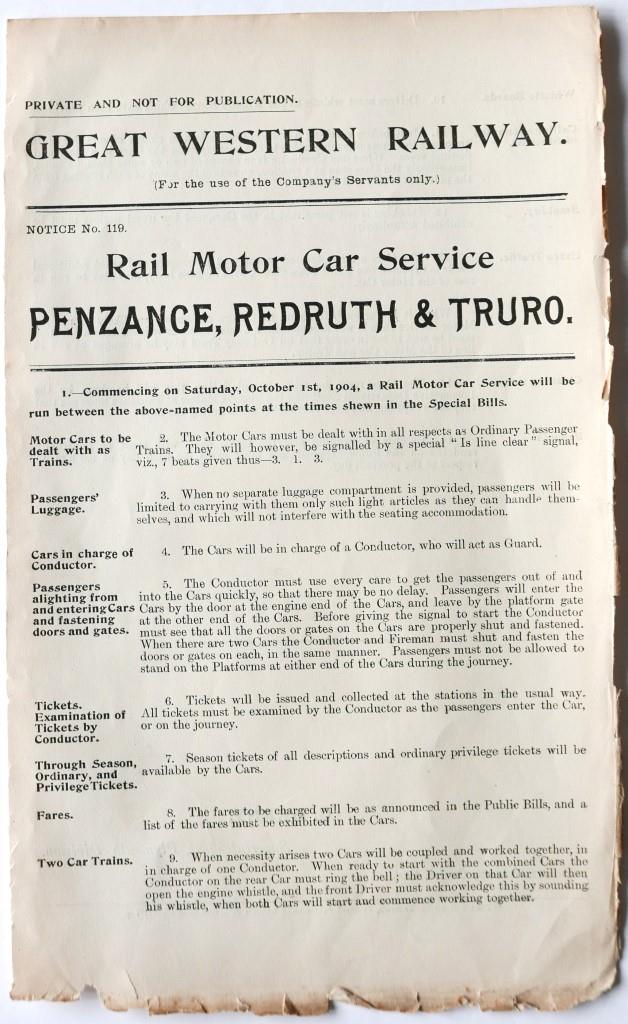 PRIVATE AND NOT FOR PUBLICATION.
GREAT WESTERN RAILWAY.
(For the use of the Company's Servants only.)
NOTICE No. 119.
Rail Motor Car Service
PENZANCE, REDRUTH & TRURO.
1.—Commencing on Saturday, October 1st, 1904, a Rail Motor Car Service will be
run between the above-named points at the times shewn in the Special Bills.
Motor Cars to be
dealt with as
Trains.
2. The Motor Cars must be dealt with in all respects as Ordinary Passenger
Trains. They will however, be signalled by a special "Is line clear" signal,
viz., 7 beats given thus—3. 1. 3.
Passengers'
Luggage.
3. When no separate luggage compartment is provided, passengers will be
limited to carrying with them only such light articles as they can handle them-
selves, and which will not interfere with the seating accommodation.
Cars in charge of
Conductor.
4. The Cars will be in charge of a Conductor, who will act as Guard.
Passengers
alighting from
and entering Cars
and fastening
doors and gates.
5. The Conductor must use every care to get the passengers out of and
into the Cars quickly, so that there may be no delay. Passengers will enter the
Cars by the door at the engine end of the Cars, and leave by the platform gate
at the other end of the Cars. Before giving the signal to start the Conductor
must see that all the doors or gates on the Cars are properly shut and fastened.
When there are two Cars the Conductor and Fireman must shut and fasten the
doors or gates on each, in the same manner. Passengers must not be allowed to
stand on the Platforms at either end of the Cars during the journey.
Tickets.
Examination of
Tickets by
Conductor.
6. Tickets will be issued and collected at the stations in the usual way.
All tickets must be examined by the Conductor as the passengers enter the Car,
or on the journey.
Through Season,
Ordinary, and
Privilege Tickets.
7. Season tickets of all descriptions and ordinary privilege tickets will be
available by the Cars.
Fares.
8. The fares to be charged will be as announced in the Public Bills, and a
list of the fares must be exhibited in the Cars.
Two Car Trains.
9. When necessity arises two Cars will be coupled and worked together, in
in charge of one Conductor. When ready to start with the combined Cars the
Conductor on the rear Car must ring the bell; the Driver on that Car will then
open the engine whistle, and the front Driver must acknowledge this by sounding
his whistle, when both Cars will start and commence working together.